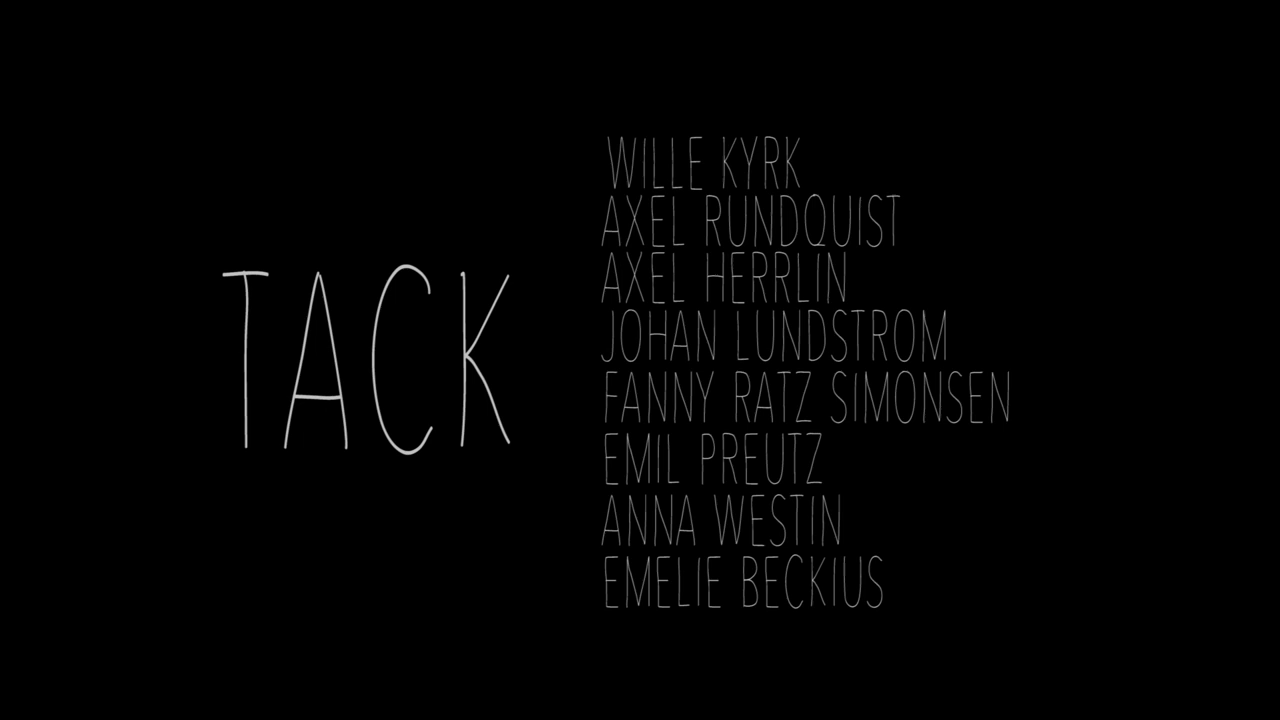 TACK
WILLE KYRK
AXEL RUNDQUIST
AXEL HERRLIN
JOHAN LUNDSTROM
FANNY RATZ SIMONSEN
EMIL PREUTZ
ANNA WESTIN
EMELIE BECKIUS